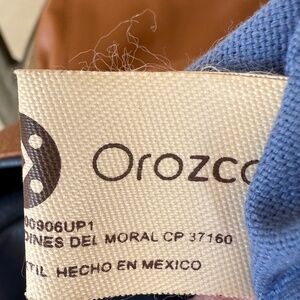 Orozco
00906UP1
DINES DEL MORAL CP 37160
TIL HECHO EN MEXICO